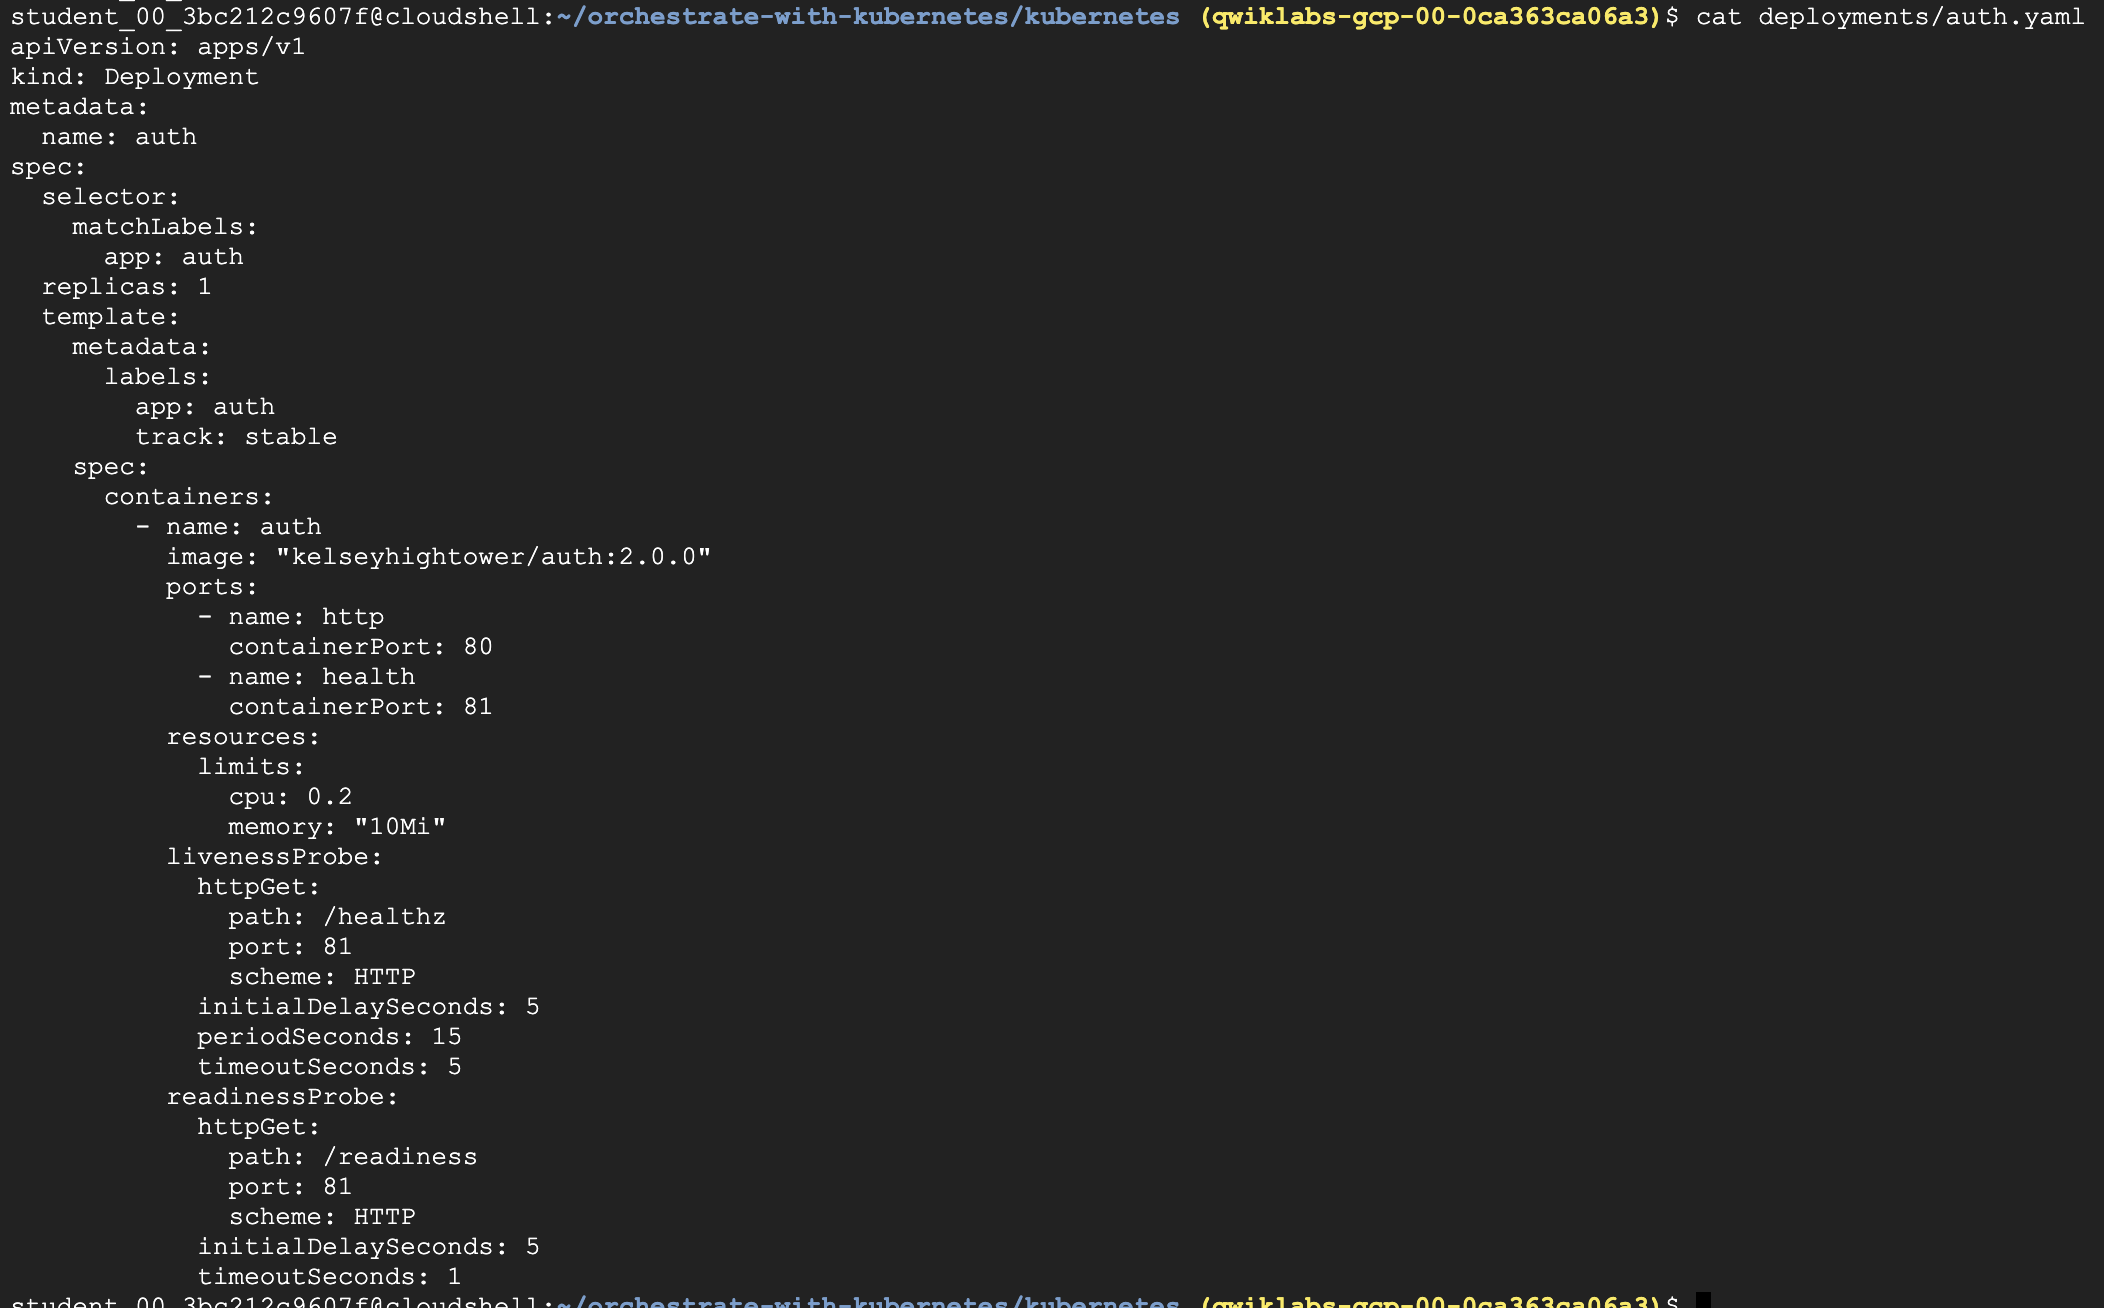 student_00_3bc212c9607f@cloudshell:~/orchestrate-with-kubernetes/kubernetes (qwiklabs-gcp-00-0ca363ca06a3)$ cat deployments/auth.yaml
apiVersion: apps/v1
kind: Deployment
metadata:
  name: auth
spec:
  selector:
    matchLabels:
      app: auth
  replicas: 1
  template:
    metadata:
      labels:
        app: auth
        track: stable
    spec:
      containers:
        - name: auth
          image: "kelseyhightower/auth:2.0.0"
          ports:
            - name: http
              containerPort: 80
            - name: health
              containerPort: 81
          resources:
            limits:
              cpu: 0.2
              memory: "10Mi"
          livenessProbe:
            httpGet:
              path: /healthz
              port: 81
              scheme: HTTP
            initialDelaySeconds: 5
            periodSeconds: 15
            timeoutSeconds: 5
          readinessProbe:
            httpGet:
              path: /readiness
              port: 81
              scheme: HTTP
            initialDelaySeconds: 5
            timeoutSeconds: 1
student_00_3bc212c9607f@cloudshell:~/orchestrate-with-kubernetes/kubernetes (qwiklabs-gcp-00-0ca363ca06a3)$